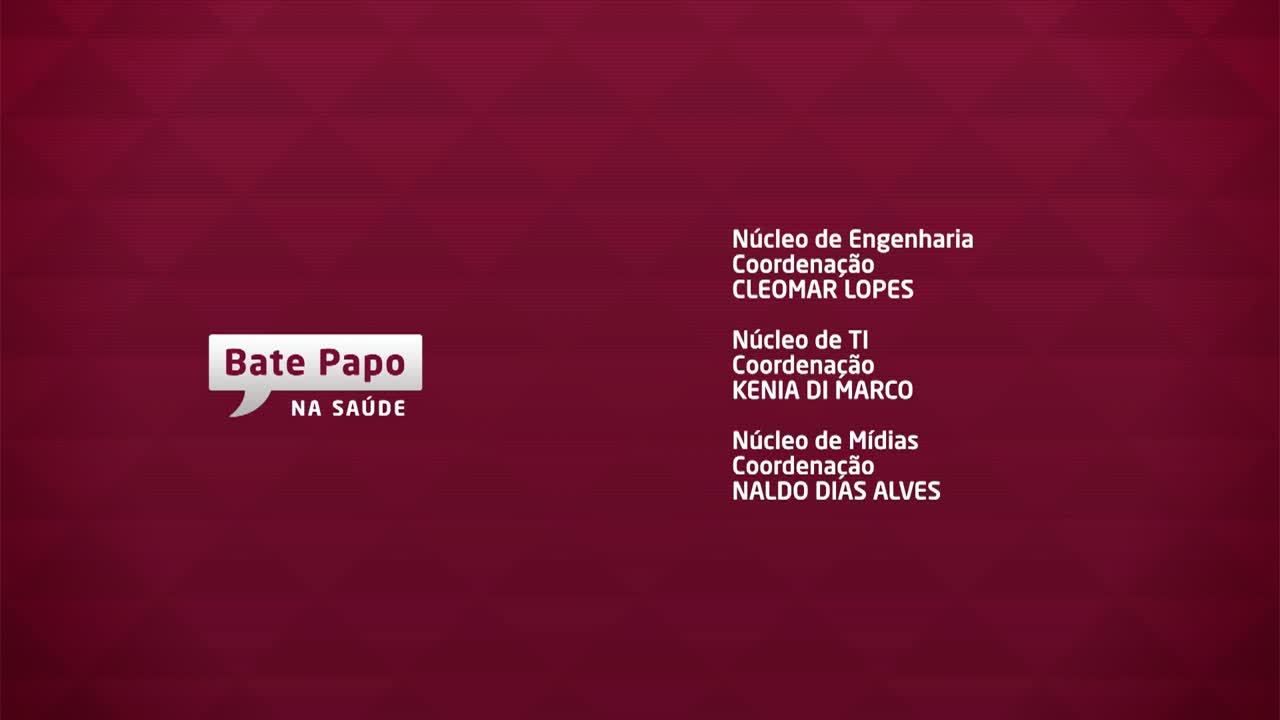 Bate Papo
NA SAÚDE
Núcleo de Engenharia
Coordenação
CLEOMAR LOPES
Núcleo de TI
Coordenação
KENIA DI MARCO
Núcleo de Mídias
Coordenação
NALDO DIAS ALVES